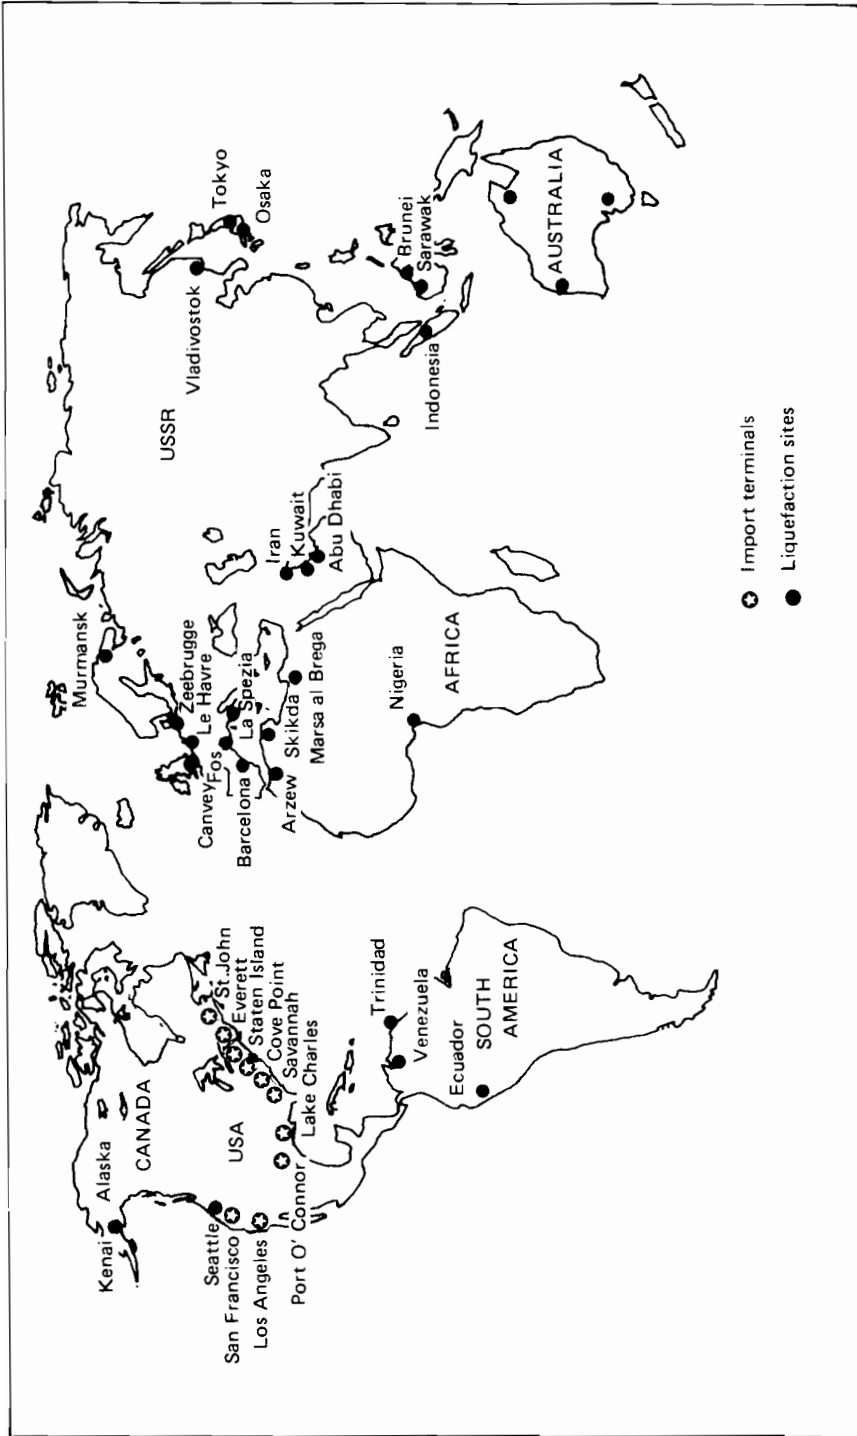 Murmansk
USSR
Vladivostok
Tokyo
Osaka
Alaska
Kenai
CANADA
Zeebrugge
Le Havre
Canvey
Fos
La Spezia
Barcelona
Skikda
Arzew
Marsa al Brega
Iran
Kuwait
Abu Dhabi
Seattle
San Francisco
Los Angeles
Port O' Connor
USA
St.John
Everett
Staten Island
Cove Point
Savannah
Lake Charles
Trinidad
Venezuela
Ecuador
SOUTH
AMERICA
Nigeria
AFRICA
Brunei
Sarawak
Indonesia
AUSTRALIA
Import terminals
Liquefaction sites